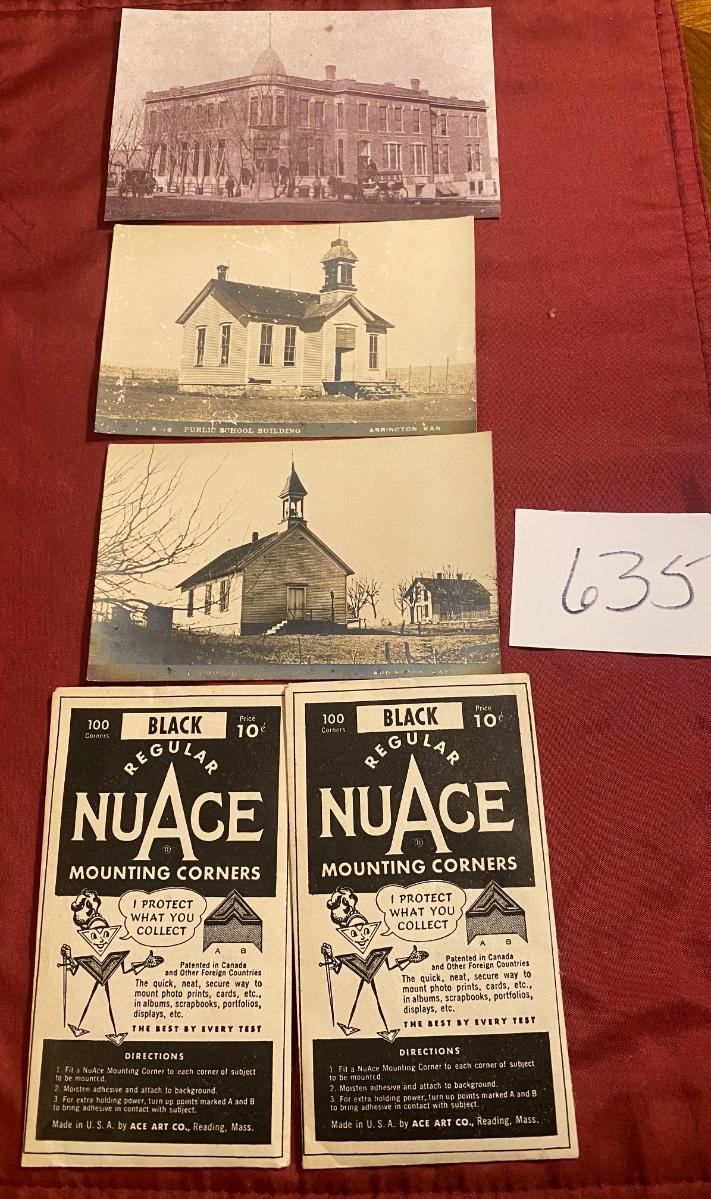 A-16 PUBLIC SCHOOL BUILDING ARRINGTON KAN
635
100 Corners
BLACK
Price 10¢
REGULAR
NUACE ®
MOUNTING CORNERS
I PROTECT
WHAT YOU
COLLECT
A B
Patented in Canada
and Other Foreign Countries
The quick, neat, secure way to
mount photo prints, cards, etc.,
in albums, scrapbooks, portfolios,
displays, etc.
THE BEST BY EVERY TEST
DIRECTIONS
1. Fit a NuAce Mounting Corner to each corner of subject
to be mounted.
2. Moisten adhesive and attach to background.
3. For extra holding power, turn up points marked A and B
to bring adhesive in contact with subject.
Made in U. S. A. by ACE ART CO., Reading, Mass.
100 Corners
BLACK
Price 10¢
REGULAR
NUACE ®
MOUNTING CORNERS
I PROTECT
WHAT YOU
COLLECT
A B
Patented in Canada
and Other Foreign Countries
The quick, neat, secure way to
mount photo prints, cards, etc.,
in albums, scrapbooks, portfolios,
displays, etc.
THE BEST BY EVERY TEST
DIRECTIONS
1. Fit a NuAce Mounting Corner to each corner of subject
to be mounted.
2. Moisten adhesive and attach to background.
3. For extra holding power, turn up points marked A and B
to bring adhesive in contact with subject.
Made in U. S. A. by ACE ART CO., Reading, Mass.